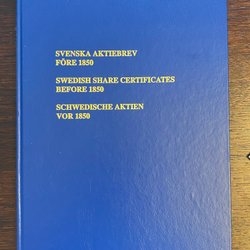 SVENSKA AKTIEBREV
FÖRE 1850
SWEDISH SHARE CERTIFICATES
BEFORE 1850
SCHWEDISCHE AKTIEN
VOR 1850